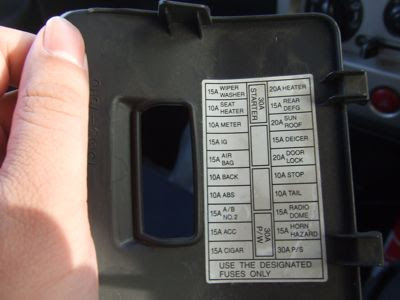 15A WIPER WASHER 30A STARTER 20A HEATER
10A SEAT HEATER 15A REAR DEFG
10A METER 20A SUN ROOF
15A IG 15A DEICER
15A AIR BAG 20A DOOR LOCK
10A BACK 10A STOP
10A ABS 10A TAIL
15A A/B NO.2 15A RADIO DOME
15A ACC 30A P/W 15A HORN HAZARD
15A CIGAR 30A P/S
USE THE DESIGNATED
FUSES ONLY